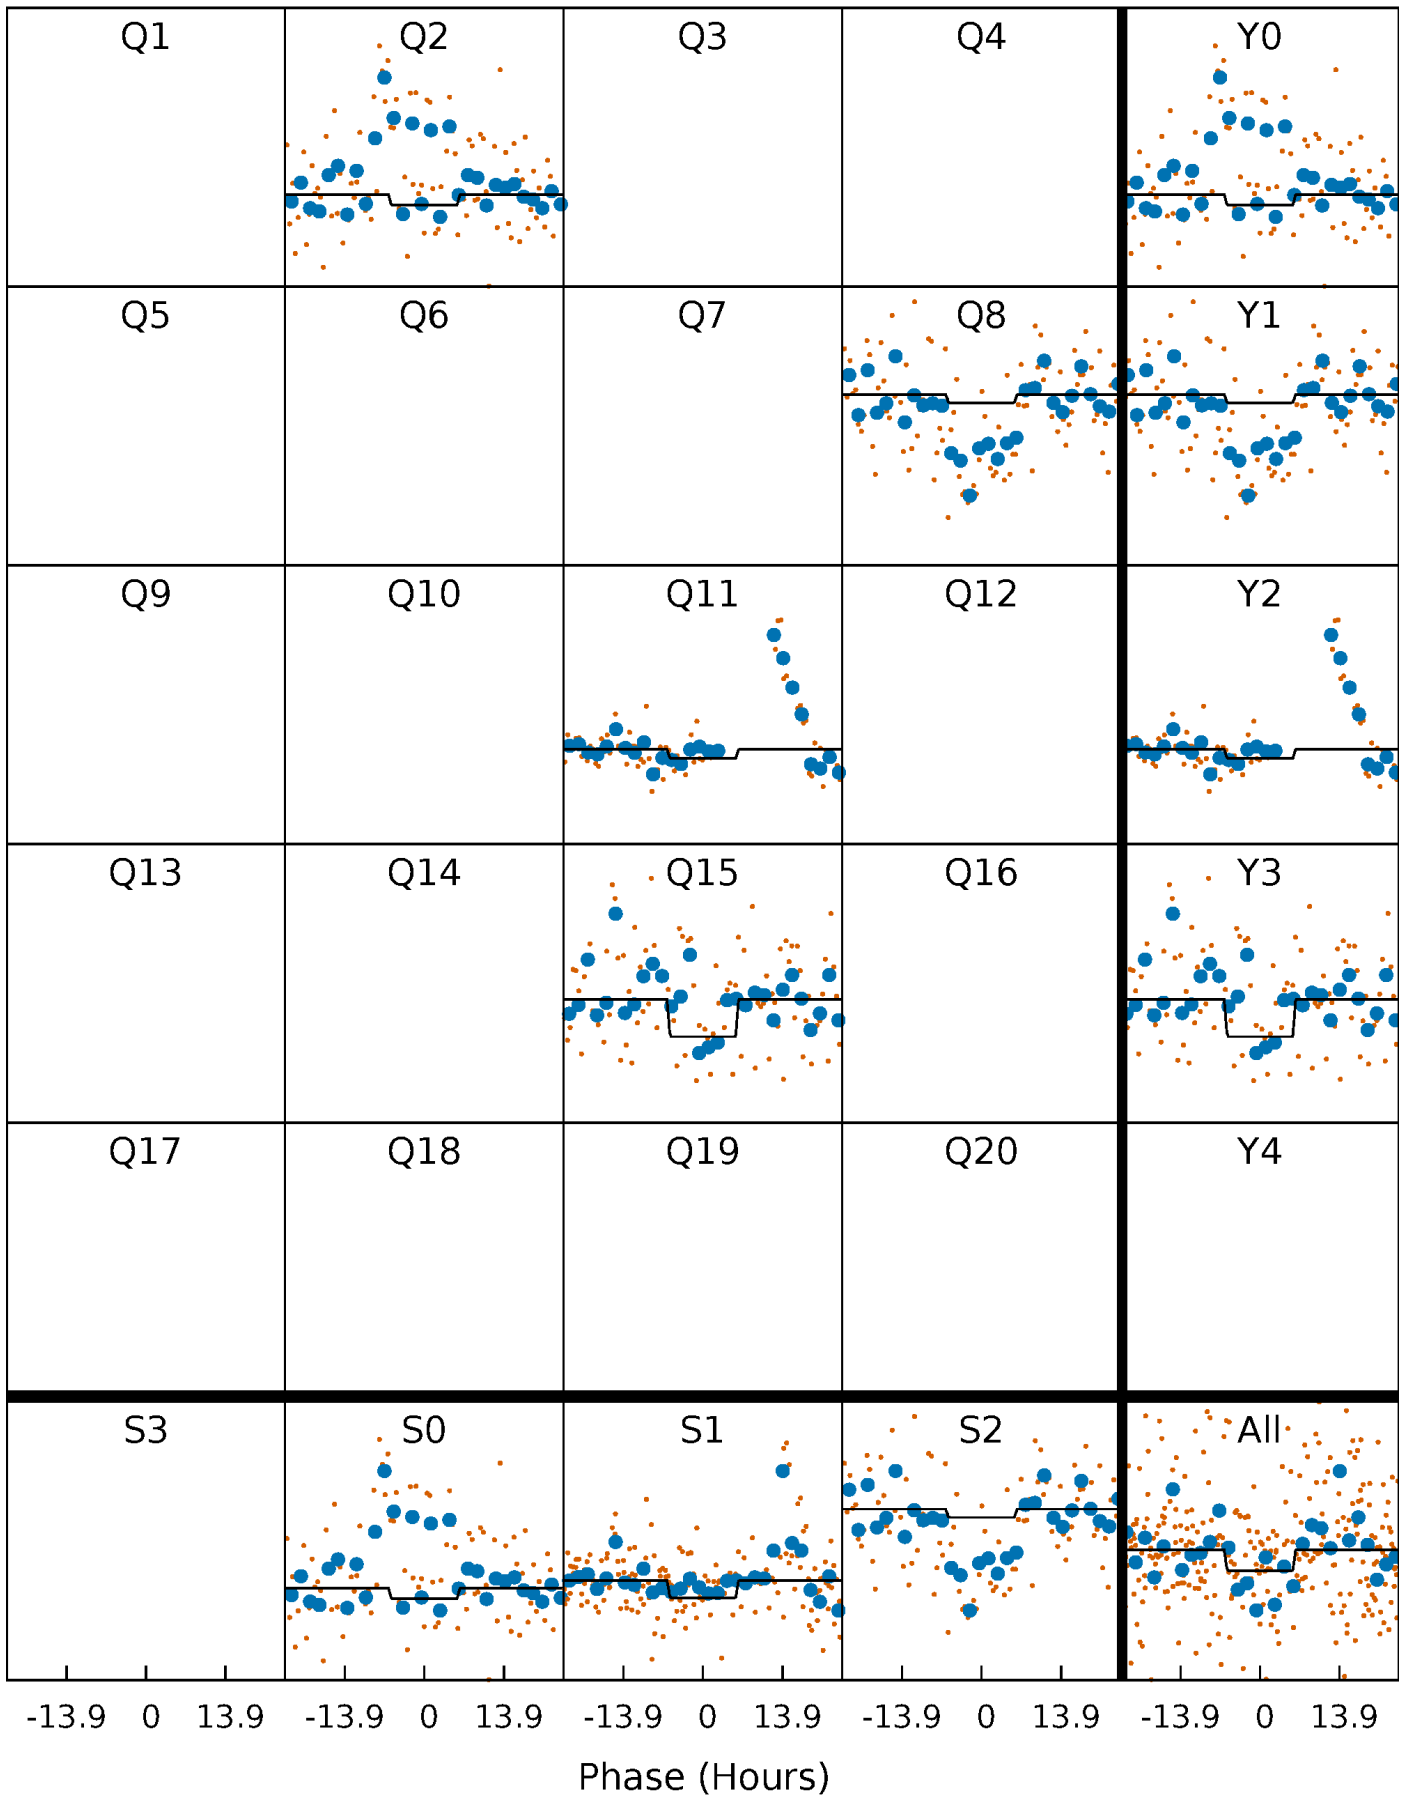 Q1 Q2 Q3 Q4 Y0
Q5 Q6 Q7 Q8 Y1
Q9 Q10 Q11 Q12 Y2
Q13 Q14 Q15 Q16 Y3
Q17 Q18 Q19 Q20 Y4
S3 S0 S1 S2 All
-13.9 0 13.9 -13.9 0 13.9 -13.9 0 13.9 -13.9 0 13.9 -13.9 0 13.9
Phase (Hours)